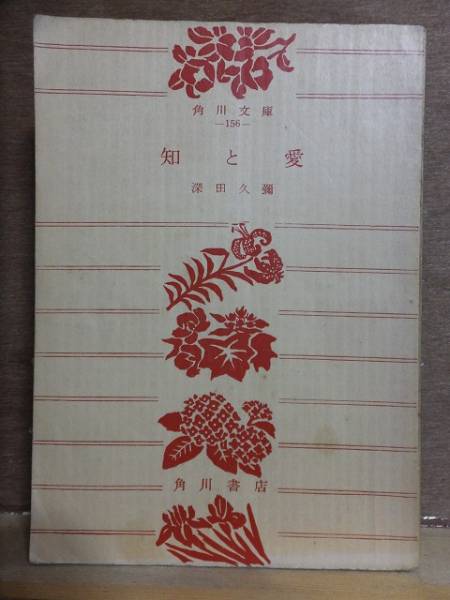 角川文庫
—156—
知と愛
深田久彌
角川書店